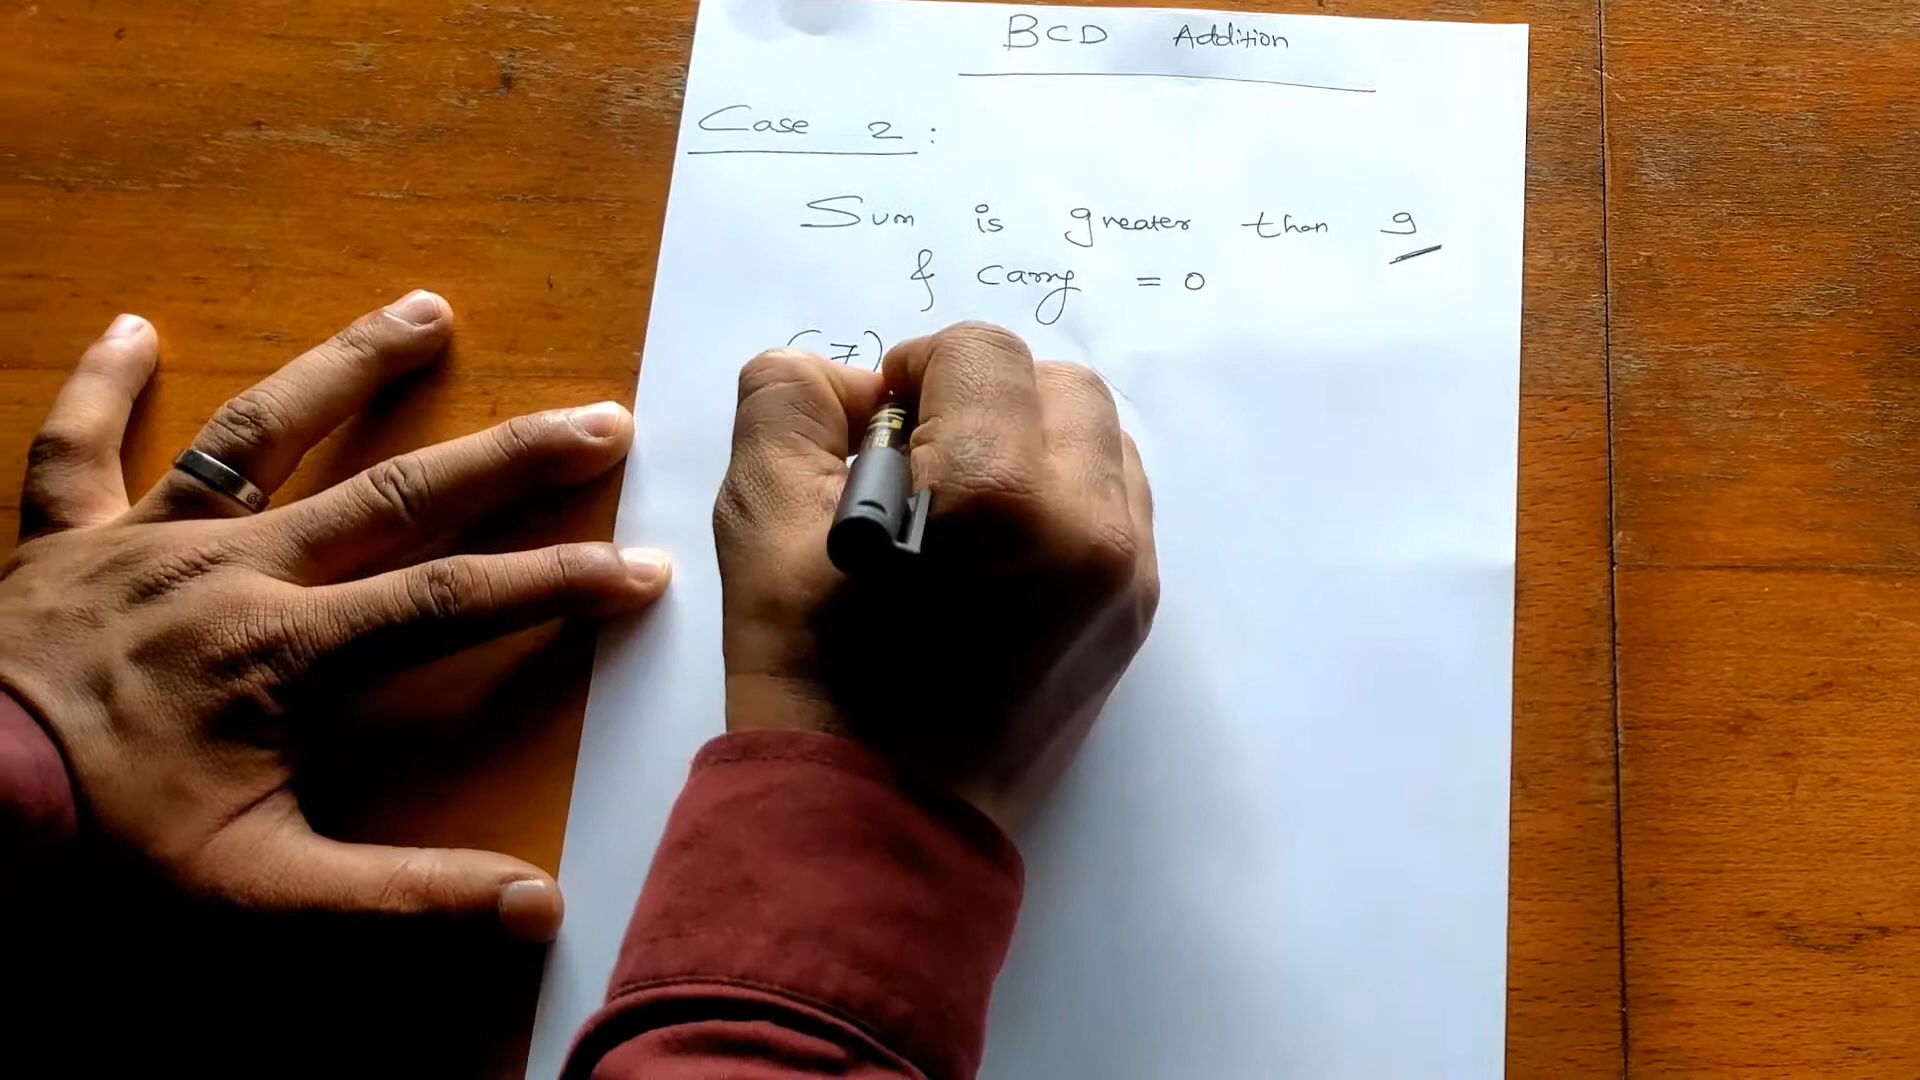 BCD Addition
Case 2 :
Sum is greater than 9
& Carry = 0
(7)